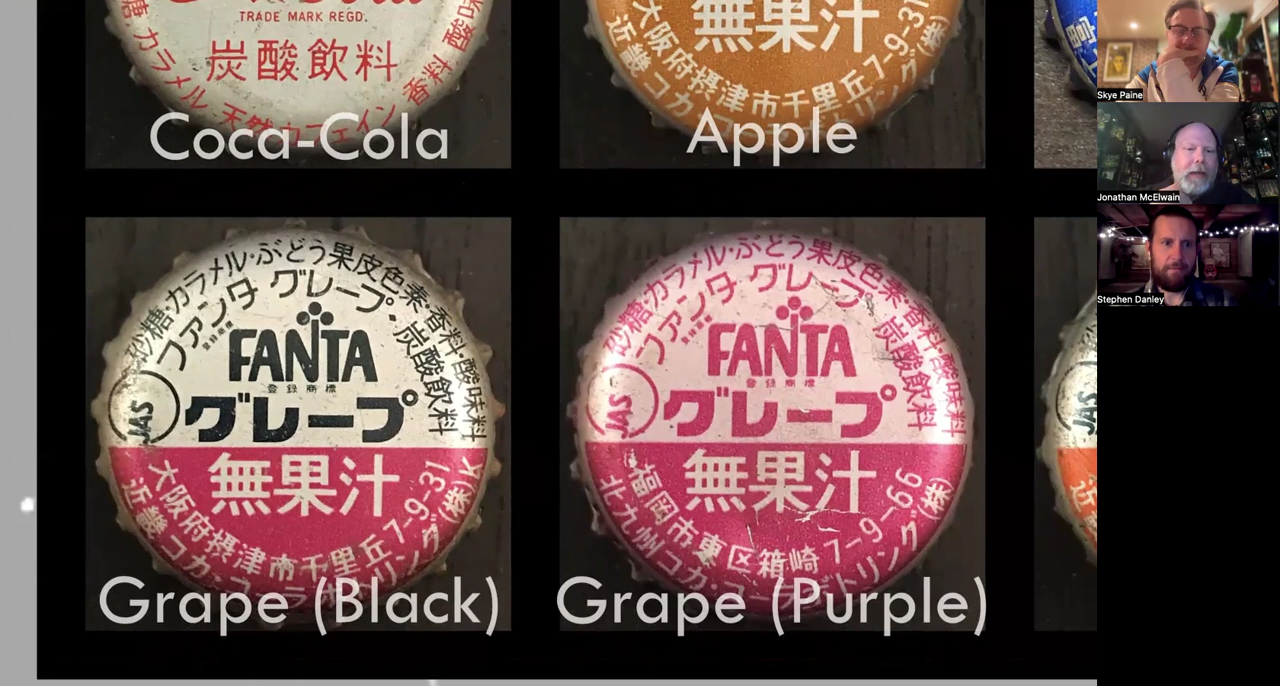 TRADE MARK REGD.
炭酸飲料
カラメル 天然カフェイン 香料 酸味
Coca-Cola
無果汁
大阪府摂津市千里丘7-9-31
近畿コカ
(株)
Apple
砂糖・カラメル・ぶどう果皮色素・香料・酸味料
ファンタ グレープ・炭酸飲料
FANTA
登録商標
グレープ
JAS
無果汁
大阪府摂津市千里丘7-9-31
近畿コカ・コーラボトリング(株)K
Grape (Black)
砂糖・カラメル・ぶどう果皮色素・香料・酸味料
ファンタ グレープ 炭酸飲料
FANTA
登録商標
グレープ
JAS
無果汁
福岡市東区箱崎7-9-66
北九州コカ・コーラボトリング(株)
Grape (Purple)
JAS
Skye Paine
Jonathan McElwain
Stephen Danley